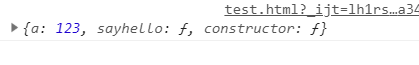 test.html?_ijt=lh1rs…a34
▶ {a: 123, sayhello: ƒ, constructor: ƒ}